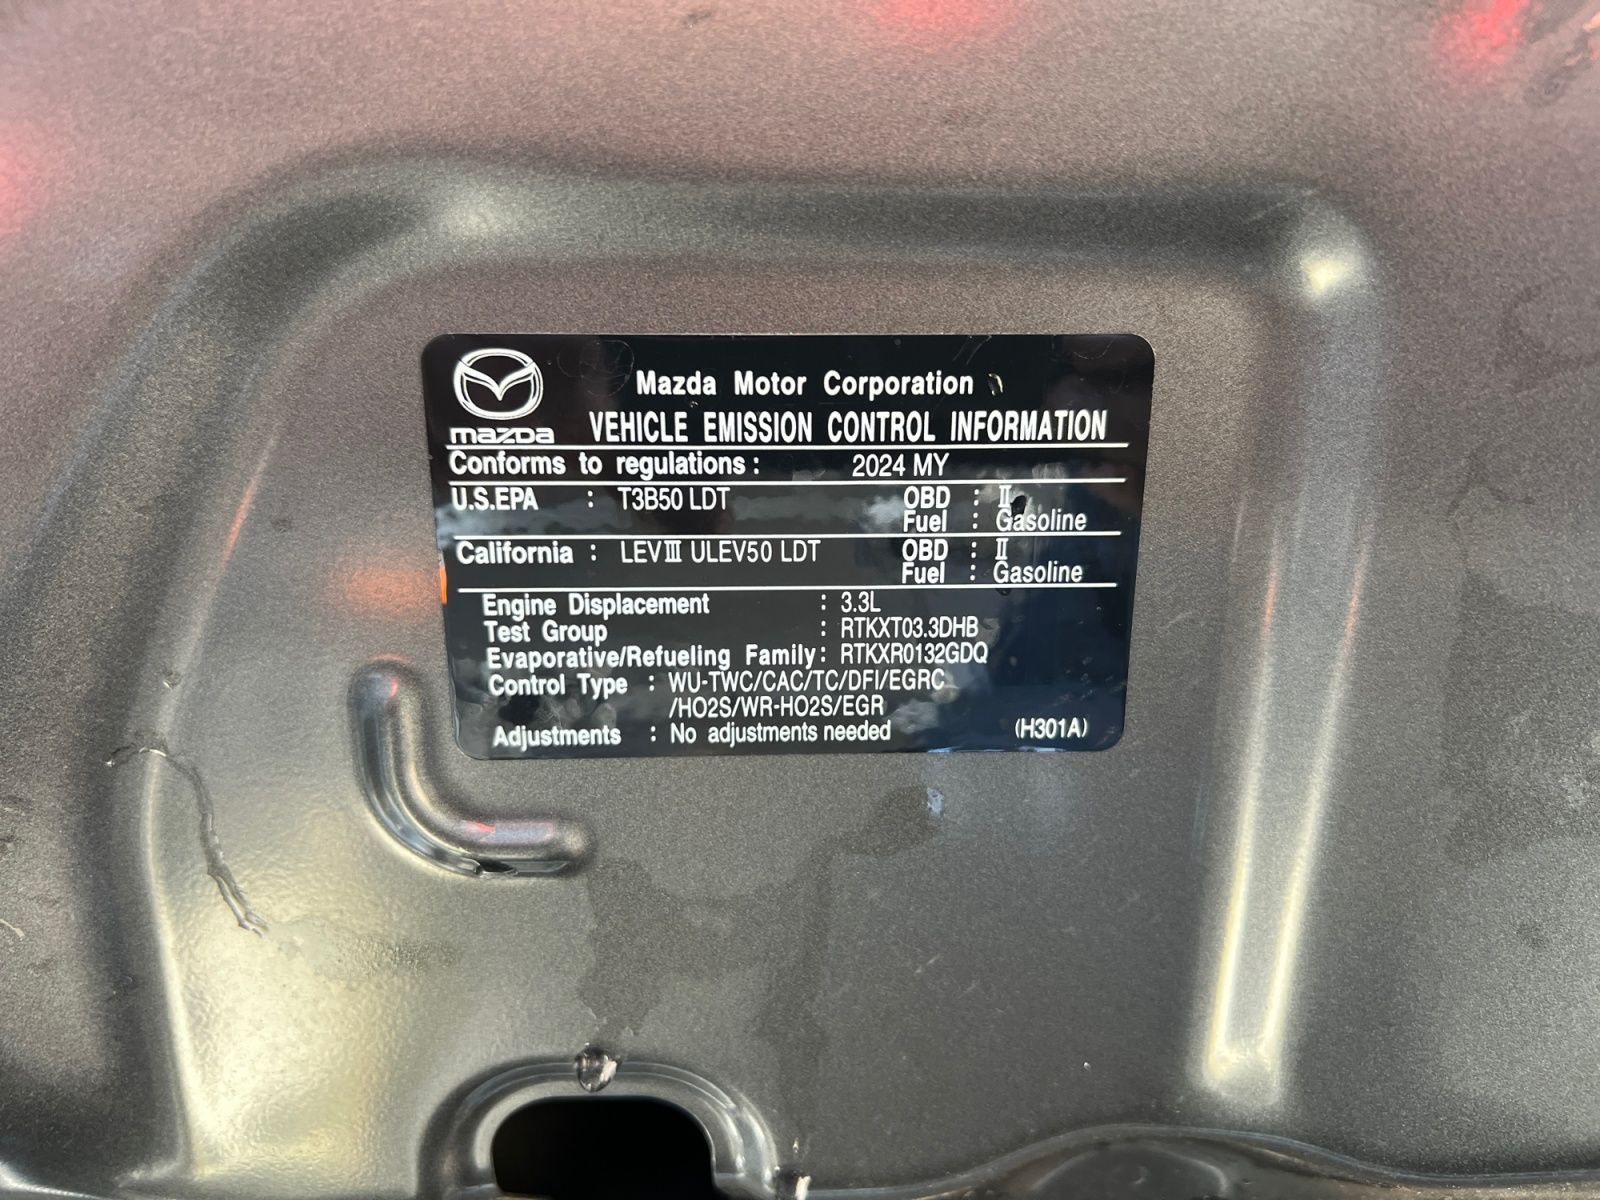 Mazda Motor Corporation
mazda VEHICLE EMISSION CONTROL INFORMATION
Conforms to regulations : 2024 MY
U.S.EPA : T3B50 LDT OBD : II
Fuel : Gasoline
California : LEVIII ULEV50 LDT OBD : II
Fuel : Gasoline
Engine Displacement : 3.3L
Test Group : RTKXT03.3DHB
Evaporative/Refueling Family : RTKXR0132GDQ
Control Type : WU-TWC/CAC/TC/DFI/EGRC
/HO2S/WR-HO2S/EGR
Adjustments : No adjustments needed (H301A)